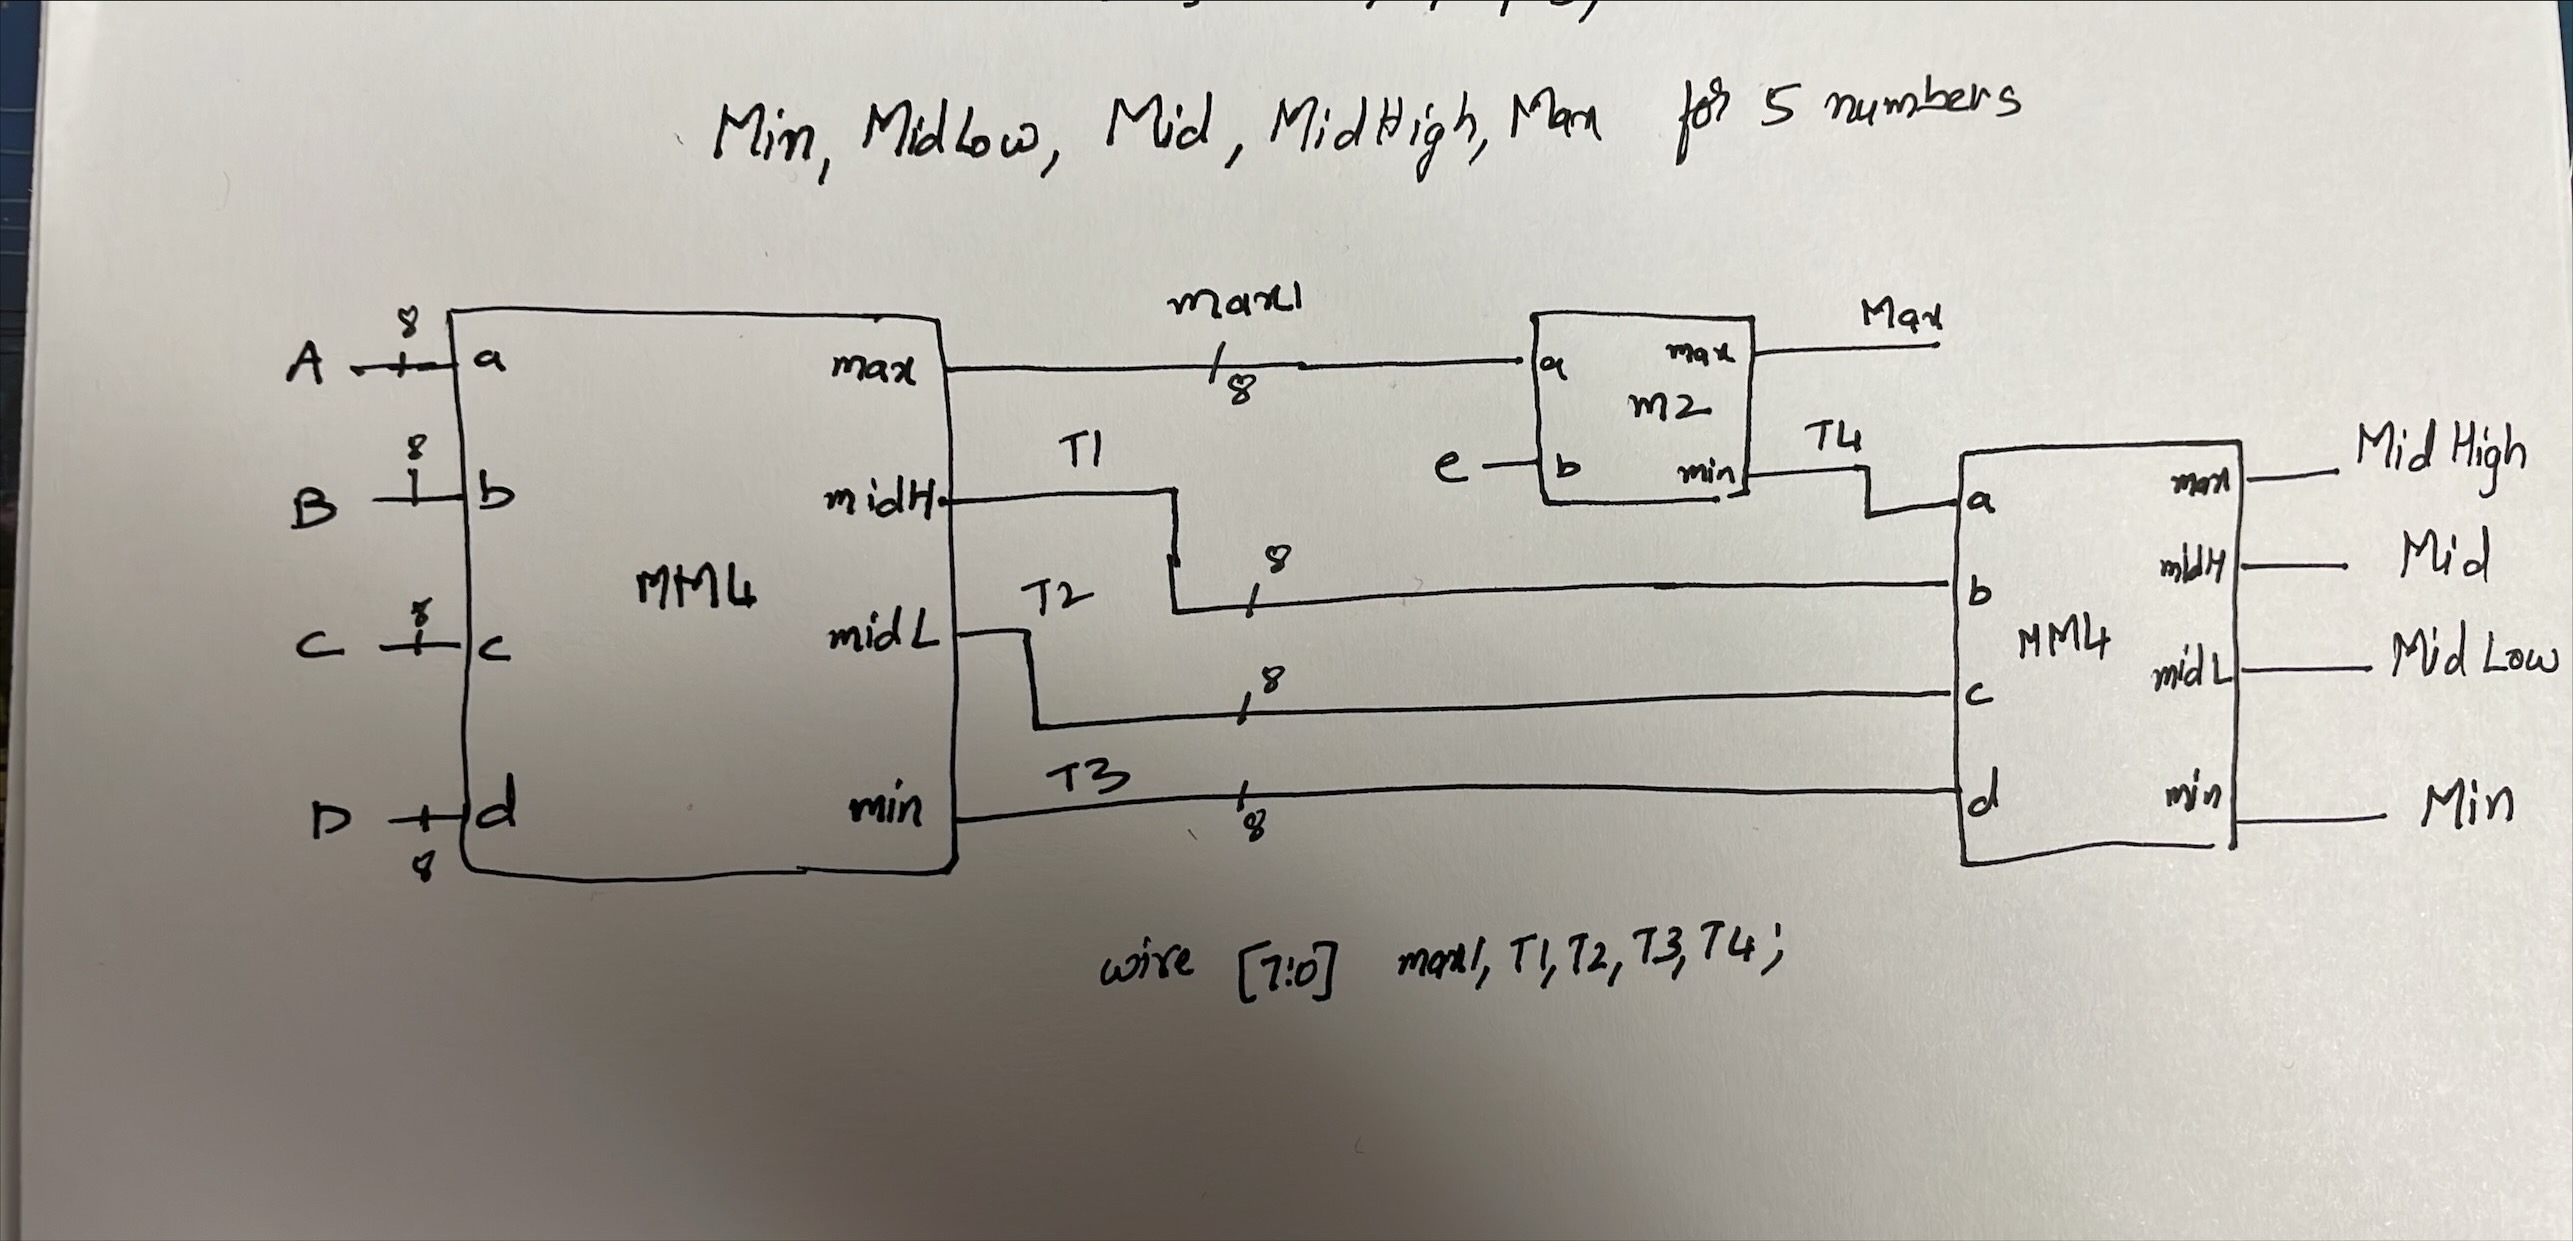 Min, MidLow, Mid, MidHigh, Max for 5 numbers
max1
Max
A 8 a max 8 a max
m2
T1 T4 Mid High
B 8 b midH e b min a max
8 Mid
T2 midH
MM4 b
C 8 c midL 8 MM4 Mid Low
c midL
T3
D 8 d min 8 d min Min
wire [7:0] max1, T1, T2, T3, T4;